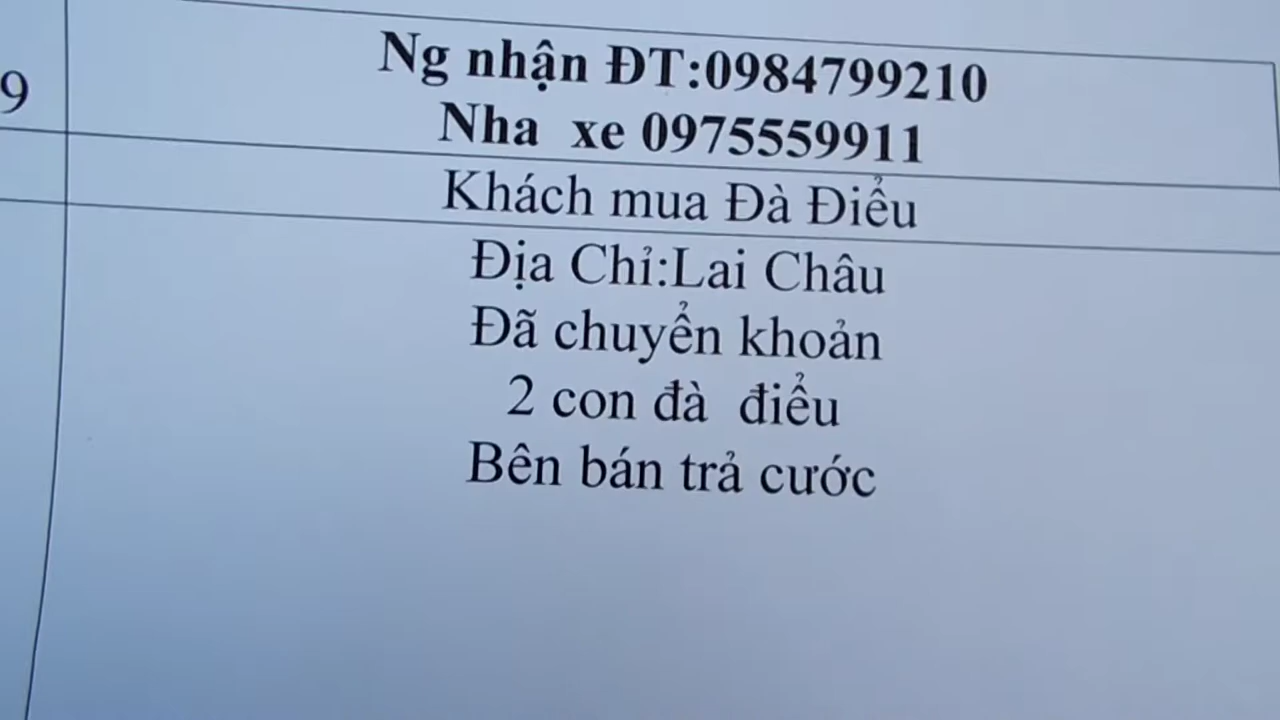 Ng nhận ĐT:0984799210
9
Nha xe 0975559911
Khách mua Đà Điểu
Địa Chỉ:Lai Châu
Đã chuyển khoản
2 con đà điểu
Bên bán trả cước